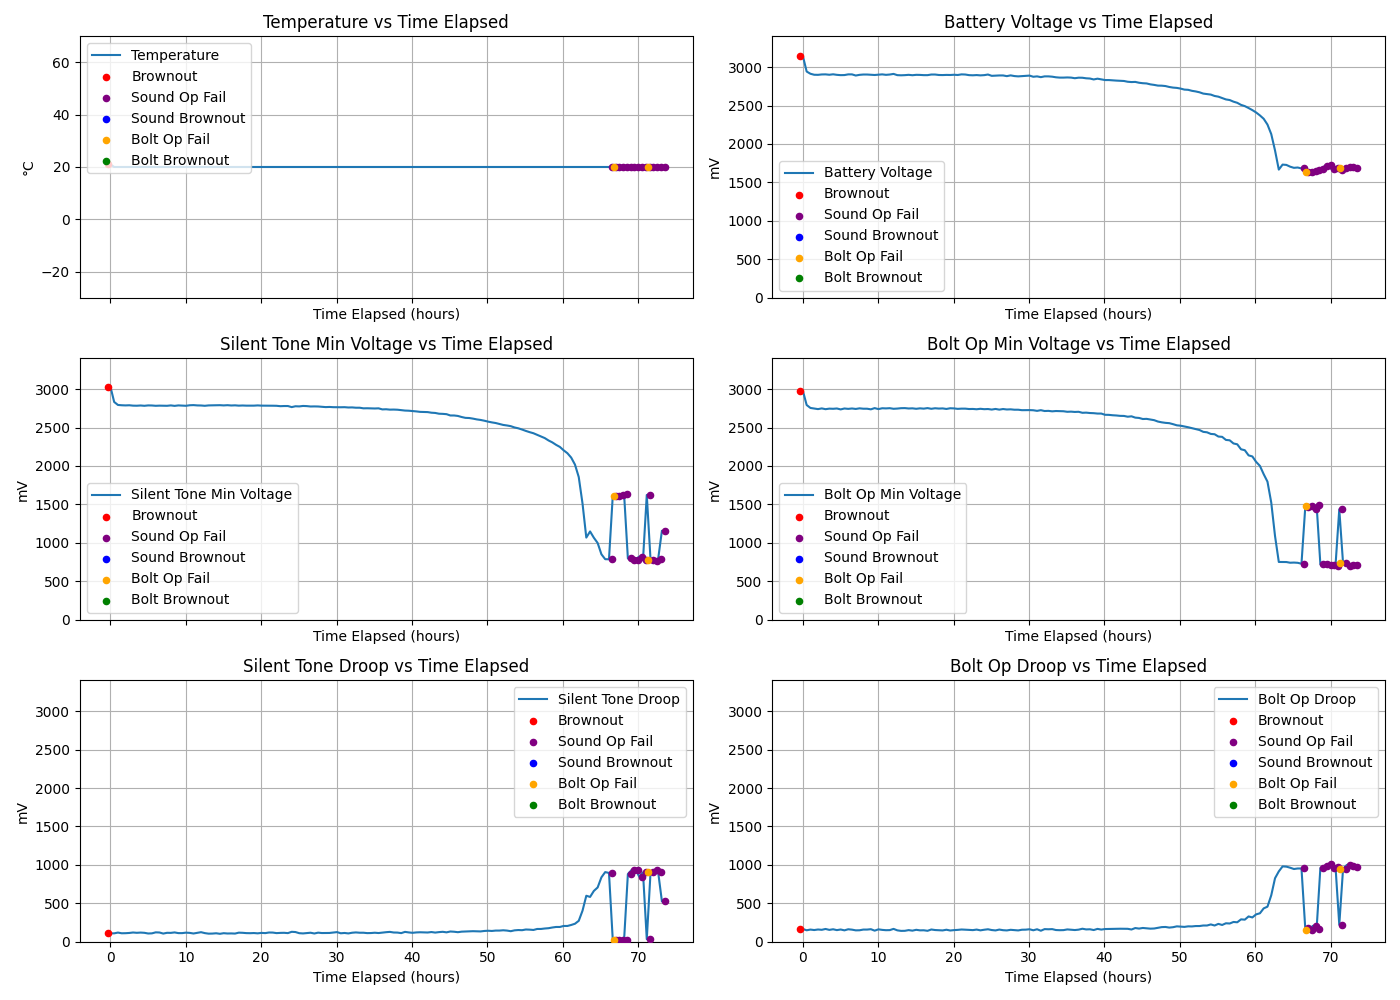 Temperature vs Time Elapsed
60
40
20
0
−20
°C
Temperature
Brownout
Sound Op Fail
Sound Brownout
Bolt Op Fail
Bolt Brownout
Time Elapsed (hours)
Battery Voltage vs Time Elapsed
3000
2500
2000
1500
1000
500
0
mV
Battery Voltage
Brownout
Sound Op Fail
Sound Brownout
Bolt Op Fail
Bolt Brownout
Time Elapsed (hours)
Silent Tone Min Voltage vs Time Elapsed
3000
2500
2000
1500
1000
500
0
mV
Silent Tone Min Voltage
Brownout
Sound Op Fail
Sound Brownout
Bolt Op Fail
Bolt Brownout
Time Elapsed (hours)
Bolt Op Min Voltage vs Time Elapsed
3000
2500
2000
1500
1000
500
0
mV
Bolt Op Min Voltage
Brownout
Sound Op Fail
Sound Brownout
Bolt Op Fail
Bolt Brownout
Time Elapsed (hours)
Silent Tone Droop vs Time Elapsed
3000
2500
2000
1500
1000
500
0
mV
Silent Tone Droop
Brownout
Sound Op Fail
Sound Brownout
Bolt Op Fail
Bolt Brownout
0 10 20 30 40 50 60 70
Time Elapsed (hours)
Bolt Op Droop vs Time Elapsed
3000
2500
2000
1500
1000
500
0
mV
Bolt Op Droop
Brownout
Sound Op Fail
Sound Brownout
Bolt Op Fail
Bolt Brownout
0 10 20 30 40 50 60 70
Time Elapsed (hours)